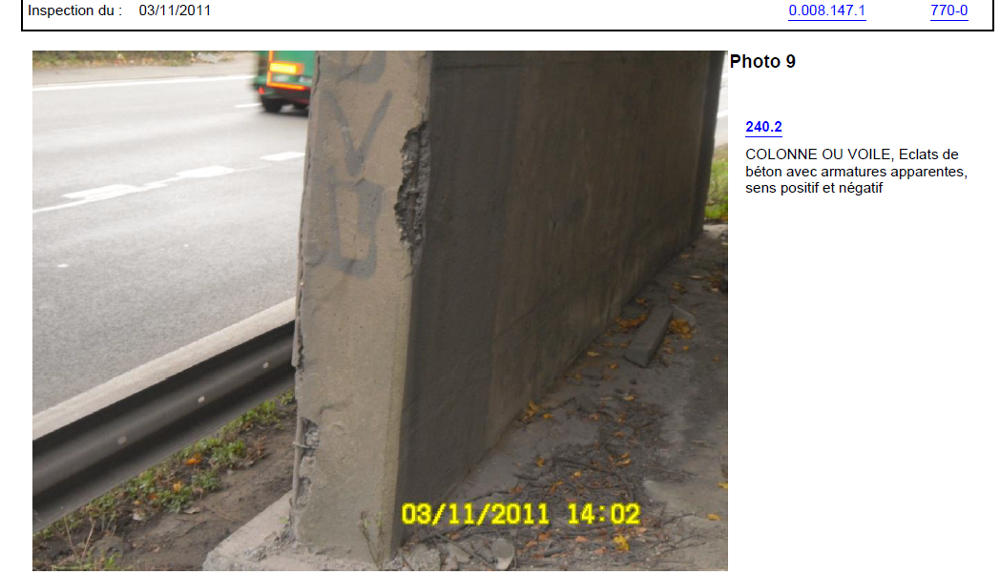 Inspection du : 03/11/2011 0.008.147.1 770-0
Photo 9
240.2
COLONNE OU VOILE, Eclats de
béton avec armatures apparentes,
sens positif et négatif
03/11/2011 14:02